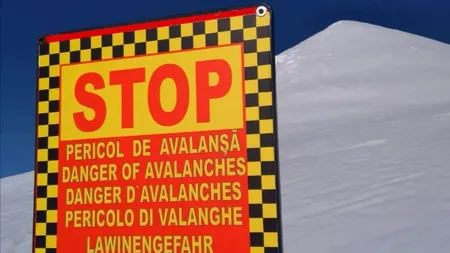 STOP
PERICOL DE AVALANŞĂ
DANGER OF AVALANCHES
DANGER D`AVALANCHES
PERICOLO DI VALANGHE
LAWINENGEFAHR